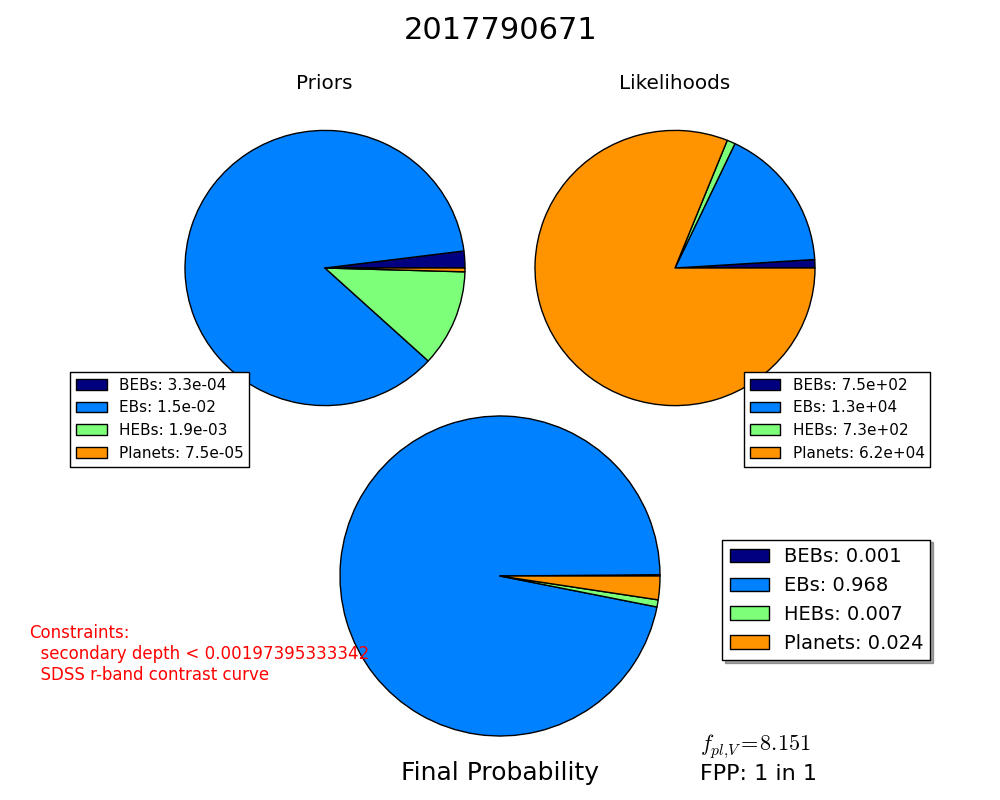 2017790671
Priors
Likelihoods
BEBs: 3.3e-04
EBs: 1.5e-02
HEBs: 1.9e-03
Planets: 7.5e-05
BEBs: 7.5e+02
EBs: 1.3e+04
HEBs: 7.3e+02
Planets: 6.2e+04
BEBs: 0.001
EBs: 0.968
HEBs: 0.007
Planets: 0.024
Constraints:
secondary depth < 0.00197395333342
SDSS r-band contrast curve
f_{pl,V}=8.151
Final Probability
FPP: 1 in 1